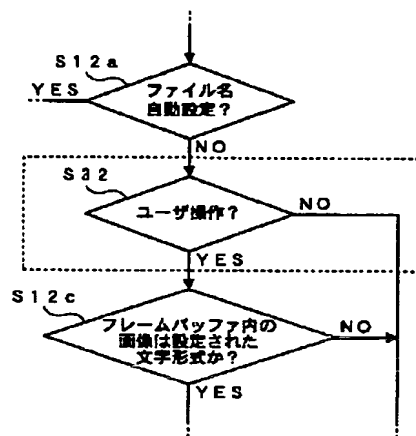 S12a
YES
ファイル名
自動設定？
NO
S32
ユーザ操作？
NO
YES
S12c
フレームバッファ内の
画像は設定された
文字形式か？
NO
YES